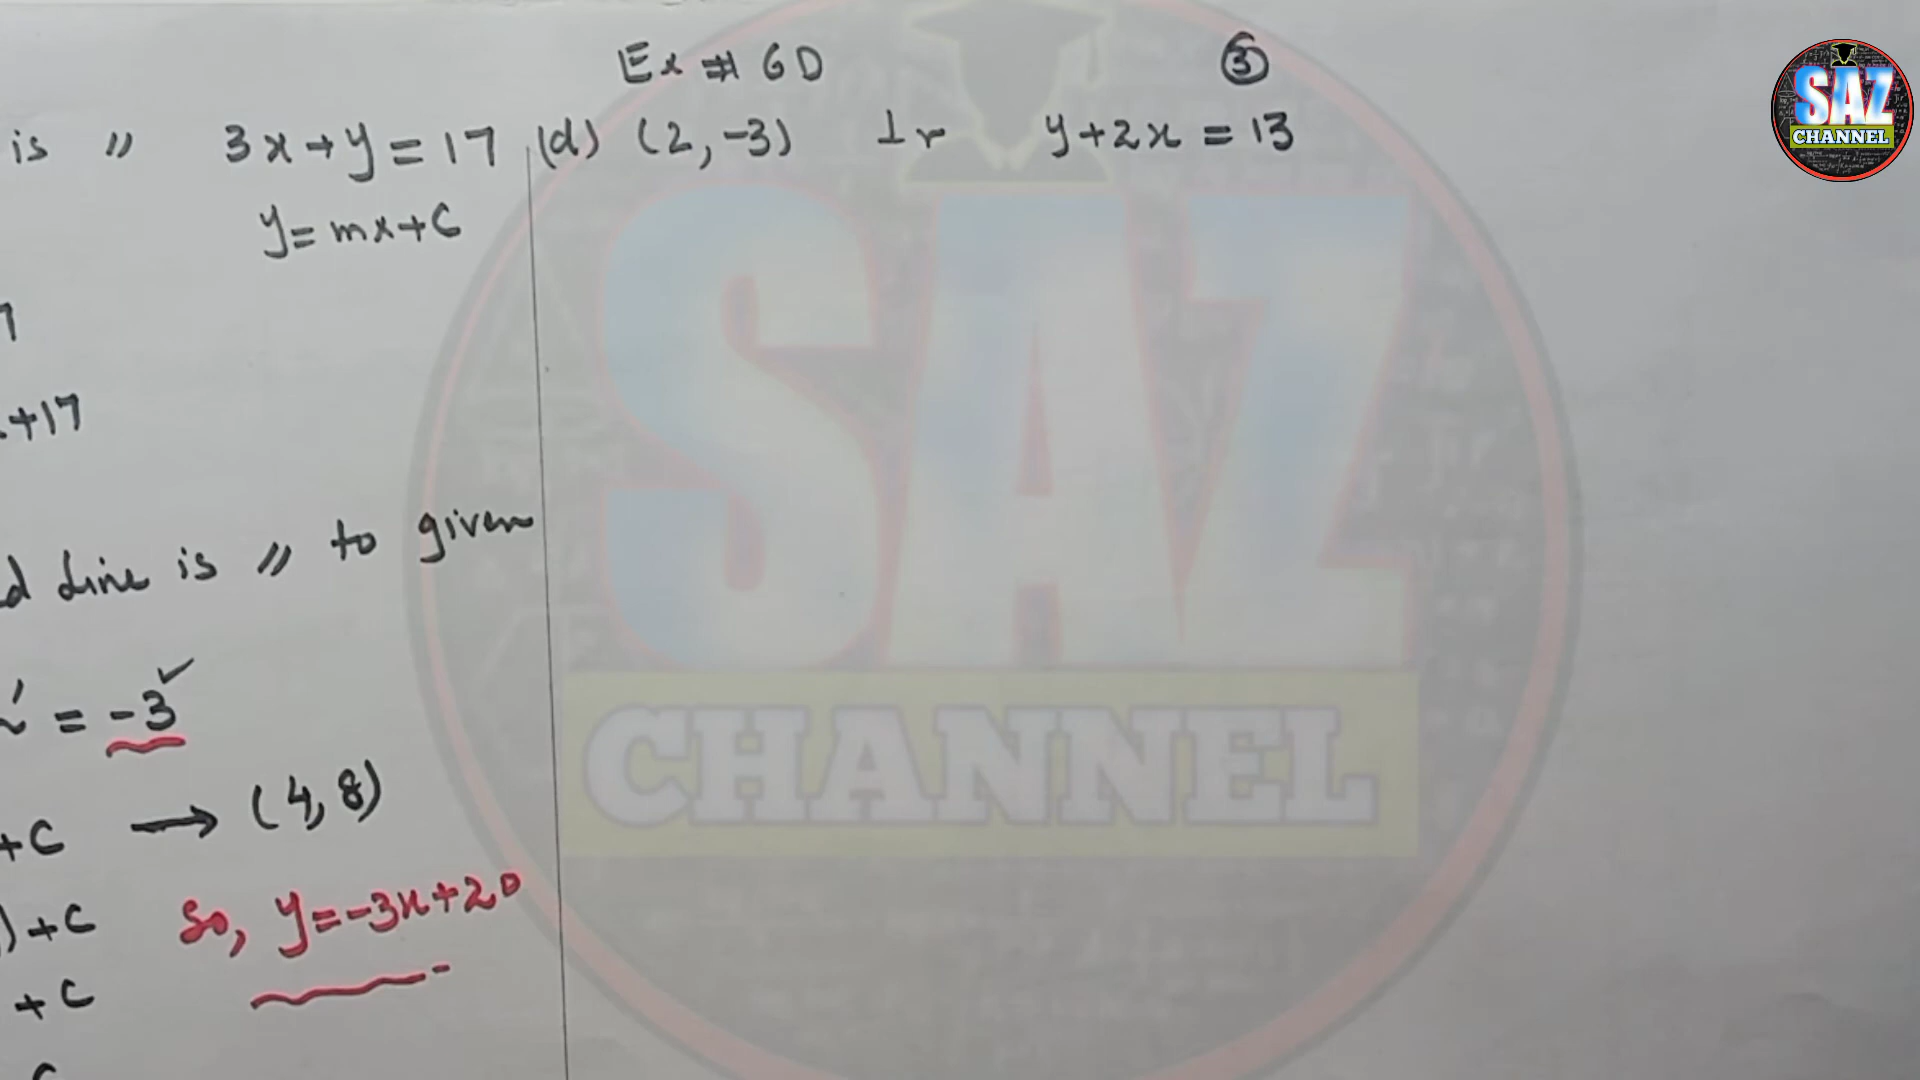 Ex # 6D ③
is // 3x+y=17 (d) (2,-3) ⊥r y+2x=13
y=mx+c
7
+17
d Line is // to given
' = -3 ✓
+c → (4,8)
)+c So, y=-3x+20
+c
c
SAZ
CHANNEL
SAZ
CHANNEL